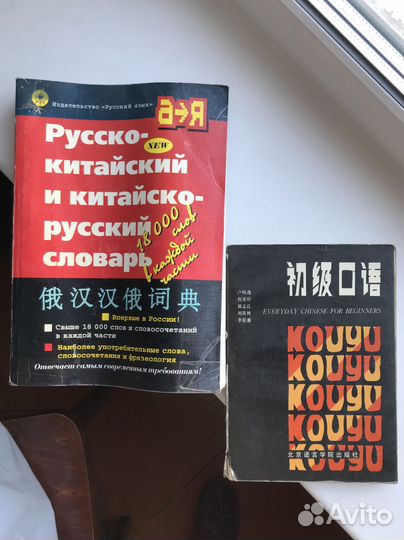 Издательство «Русский язык»
а→я
Русско-
NEW
китайский
и китайско-
русский
словарь
18 000 слов
в каждой
части
俄汉汉俄词典
Впервые в России!
Свыше 18 000 слов и словосочетаний
в каждой части
Наиболее употребительные слова,
словосочетания и фразеология
Отвечает самым современным требованиям!
初级口语
EVERYDAY CHINESE FOR BEGINNERS
KOUYU
KOUYU
KOUYU
KOUYU
KOUYU
北京语言学院出版社
Avito